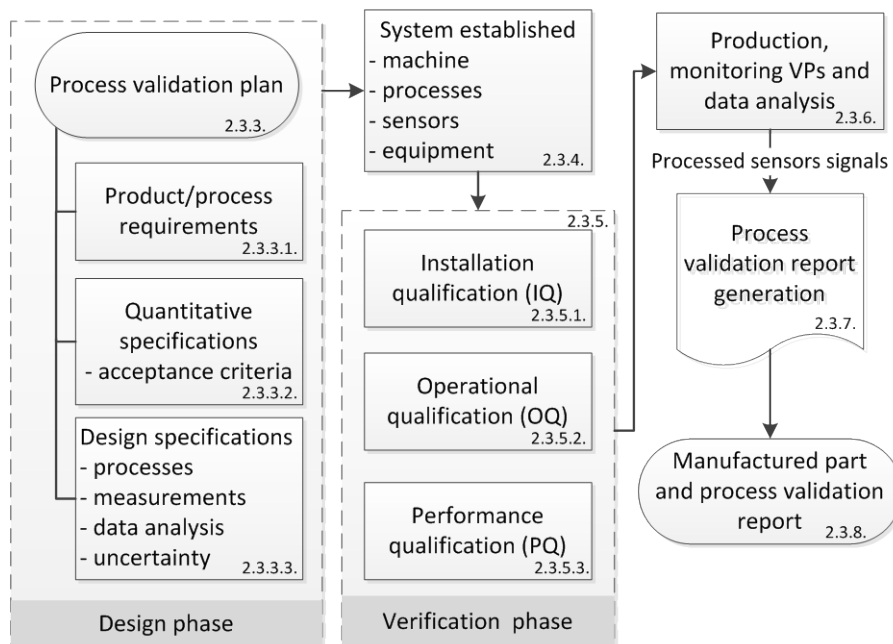 Process validation plan
2.3.3.
Product/process
requirements
2.3.3.1.
Quantitative
specifications
- acceptance criteria
2.3.3.2.
Design specifications
- processes
- measurements
- data analysis
- uncertainty
2.3.3.3.
Design phase
System established
- machine
- processes
- sensors
- equipment
2.3.4.
2.3.5.
Installation
qualification (IQ)
2.3.5.1.
Operational
qualification (OQ)
2.3.5.2.
Performance
qualification (PQ)
2.3.5.3.
Verification phase
Production,
monitoring VPs and
data analysis
2.3.6.
Processed sensors signals
Process
validation report
generation
2.3.7.
Manufactured part
and process validation
report
2.3.8.